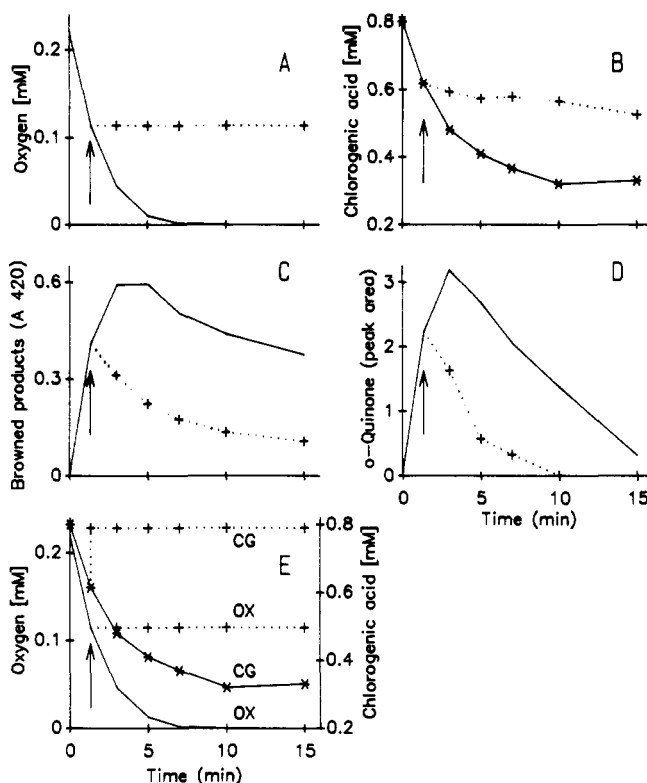 A
Oxygen [mM]
0.2
0.1
0
B
Chlorogenic acid [mM]
0.8
0.6
0.4
0.2
C
Browned products (A 420)
0.6
0.3
0
D
o-Quinone (peak area)
3
2
1
0
0 5 10 15
Time (min)
E
Oxygen [mM]
0.2
0.1
0
CG
OX
CG
OX
0.8
0.6
0.4
0.2
Chlorogenic acid [mM]
0 5 10 15
Time (min)